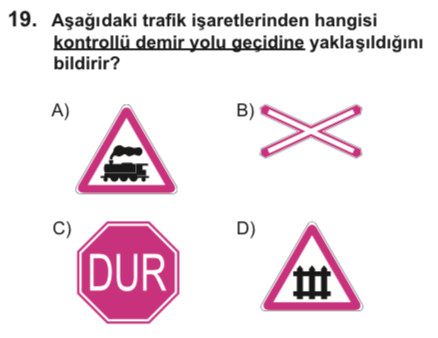 19. Aşağıdaki trafik işaretlerinden hangisi
kontrollü demir yolu geçidine yaklaşıldığını
bildirir?
A)
B)
C)
DUR
D)